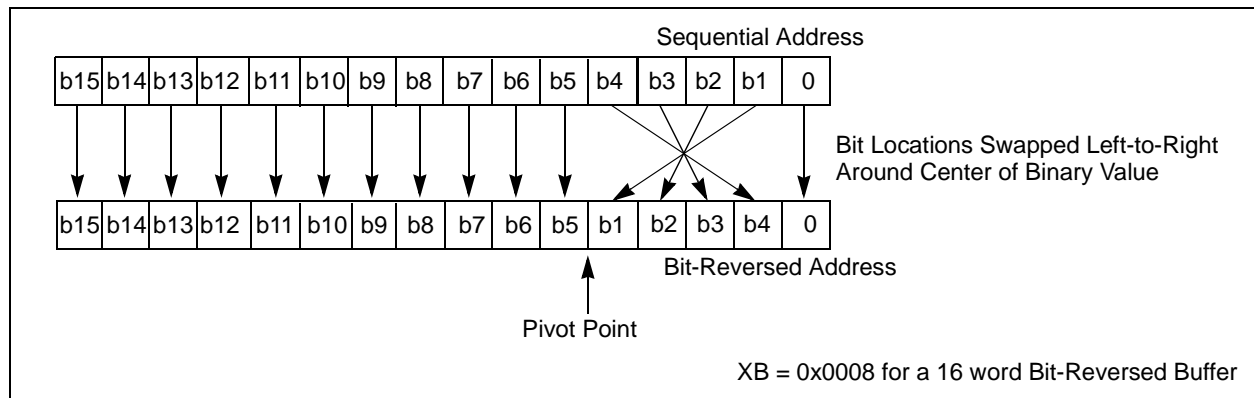 Sequential Address
b15 b14 b13 b12 b11 b10 b9 b8 b7 b6 b5 b4 b3 b2 b1 0
Bit Locations Swapped Left-to-Right
Around Center of Binary Value
b15 b14 b13 b12 b11 b10 b9 b8 b7 b6 b5 b1 b2 b3 b4 0
Bit-Reversed Address
Pivot Point
XB = 0x0008 for a 16 word Bit-Reversed Buffer